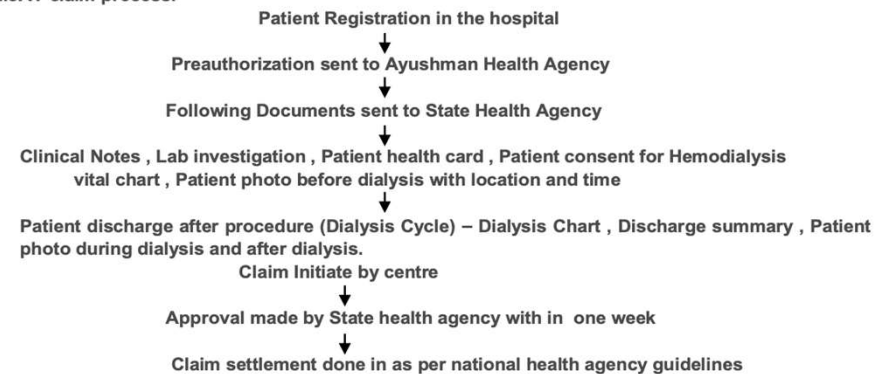 claim process.
Patient Registration in the hospital
Preauthorization sent to Ayushman Health Agency
Following Documents sent to State Health Agency
Clinical Notes , Lab investigation , Patient health card , Patient consent for Hemodialysis
vital chart , Patient photo before dialysis with location and time
Patient discharge after procedure (Dialysis Cycle) – Dialysis Chart , Discharge summary , Patient
photo during dialysis and after dialysis.
Claim Initiate by centre
Approval made by State health agency with in one week
Claim settlement done in as per national health agency guidelines